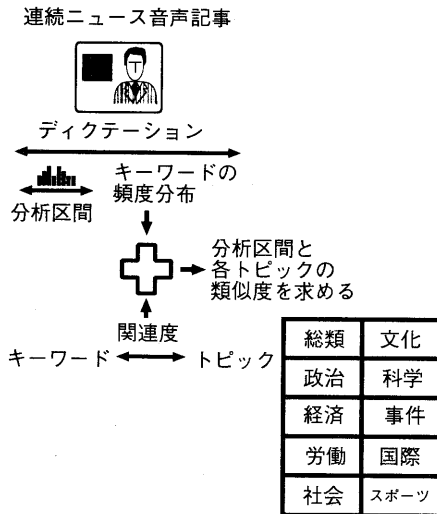 連続ニュース音声記事
ディクテーション
キーワードの
頻度分布
分析区間
分析区間と
各トピックの
類似度を求める
関連度
キーワード
トピック
総類 文化
政治 科学
経済 事件
労働 国際
社会 スポーツ